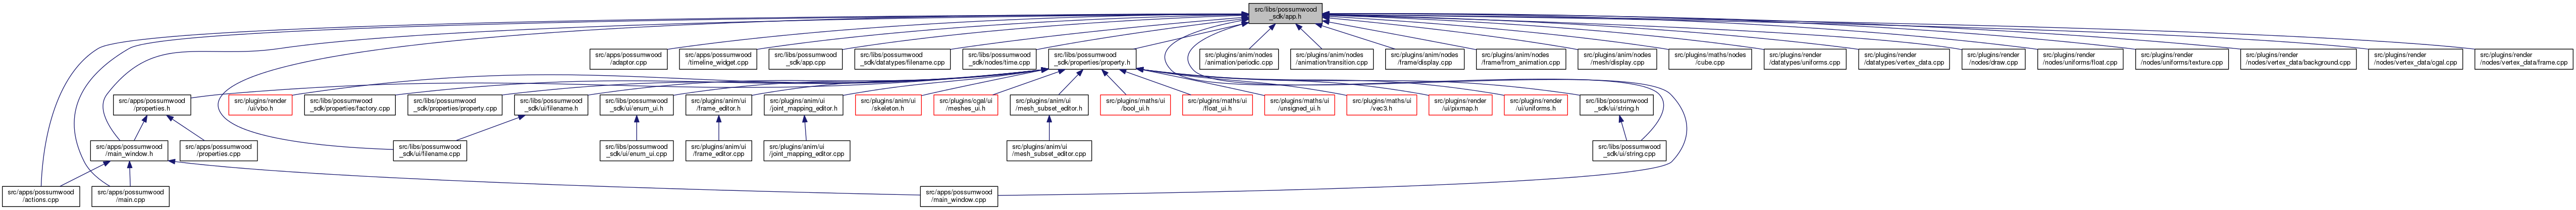 src/libs/possumwood
_sdk/app.h
src/apps/possumwood
/adaptor.cpp
src/apps/possumwood
/timeline_widget.cpp
src/libs/possumwood
_sdk/app.cpp
src/libs/possumwood
_sdk/datatypes/filename.cpp
src/libs/possumwood
_sdk/nodes/time.cpp
src/libs/possumwood
_sdk/properties/property.h
src/plugins/anim/nodes
/animation/periodic.cpp
src/plugins/anim/nodes
/animation/transition.cpp
src/plugins/anim/nodes
/frame/display.cpp
src/plugins/anim/nodes
/frame/from_animation.cpp
src/plugins/anim/nodes
/mesh/display.cpp
src/plugins/maths/nodes
/cube.cpp
src/plugins/render
/datatypes/uniforms.cpp
src/plugins/render
/datatypes/vertex_data.cpp
src/plugins/render
/nodes/draw.cpp
src/plugins/render
/nodes/uniforms/float.cpp
src/plugins/render
/nodes/uniforms/texture.cpp
src/plugins/render
/nodes/vertex_data/background.cpp
src/plugins/render
/nodes/vertex_data/cgal.cpp
src/plugins/render
/nodes/vertex_data/frame.cpp
src/apps/possumwood
/properties.h
src/plugins/render
/ui/vbo.h
src/libs/possumwood
_sdk/properties/factory.cpp
src/libs/possumwood
_sdk/properties/property.cpp
src/libs/possumwood
_sdk/ui/filename.h
src/libs/possumwood
_sdk/ui/enum_ui.h
src/plugins/anim/ui
/frame_editor.h
src/plugins/anim/ui
/joint_mapping_editor.h
src/plugins/anim/ui
/skeleton.h
src/plugins/cgal/ui
/meshes_ui.h
src/plugins/anim/ui
/mesh_subset_editor.h
src/plugins/maths/ui
/bool_ui.h
src/plugins/maths/ui
/float_ui.h
src/plugins/maths/ui
/unsigned_ui.h
src/plugins/maths/ui
/vec3.h
src/plugins/render
/ui/pixmap.h
src/plugins/render
/ui/uniforms.h
src/libs/possumwood
_sdk/ui/string.h
src/apps/possumwood
/main_window.h
src/apps/possumwood
/properties.cpp
src/libs/possumwood
_sdk/ui/filename.cpp
src/libs/possumwood
_sdk/ui/enum_ui.cpp
src/plugins/anim/ui
/frame_editor.cpp
src/plugins/anim/ui
/joint_mapping_editor.cpp
src/plugins/anim/ui
/mesh_subset_editor.cpp
src/libs/possumwood
_sdk/ui/string.cpp
src/apps/possumwood
/actions.cpp
src/apps/possumwood
/main.cpp
src/apps/possumwood
/main_window.cpp